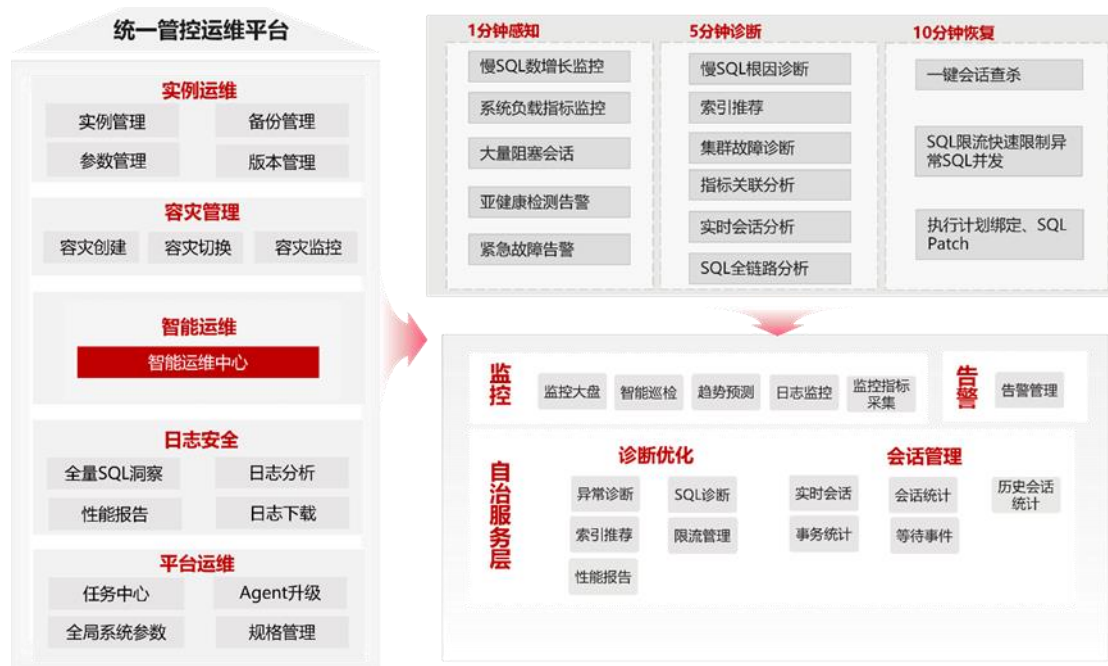 统一管控运维平台
实例运维
实例管理
备份管理
参数管理
版本管理
容灾管理
容灾创建
容灾切换
容灾监控
智能运维
智能运维中心
日志安全
全量SQL洞察
日志分析
性能报告
日志下载
平台运维
任务中心
Agent升级
全局系统参数
规格管理
1分钟感知
慢SQL数增长监控
系统负载指标监控
大量阻塞会话
亚健康检测告警
紧急故障告警
5分钟诊断
慢SQL根因诊断
索引推荐
集群故障诊断
指标关联分析
实时会话分析
SQL全链路分析
10分钟恢复
一键会话查杀
SQL限流快速限制异
常SQL并发
执行计划绑定、SQL
Patch
监控
监控大盘
智能巡检
趋势预测
日志监控
监控指标
采集
告警
告警管理
自治服务层
诊断优化
异常诊断
SQL诊断
索引推荐
限流管理
性能报告
会话管理
实时会话
会话统计
历史会话
统计
事务统计
等待事件